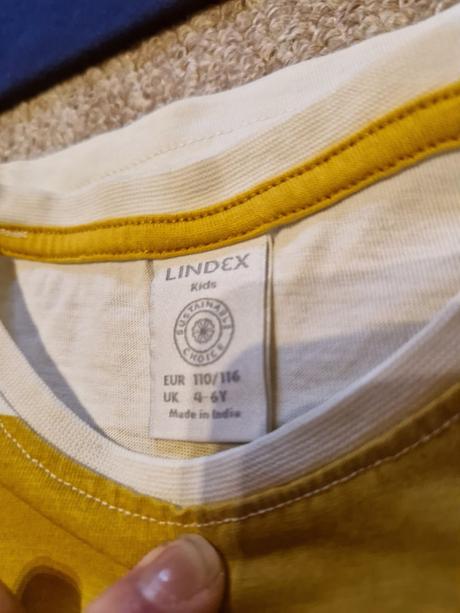 LINDEX
Kids
SUSTAINABLE
CHOICE
EUR 110/116
UK 4-6Y
Made in India